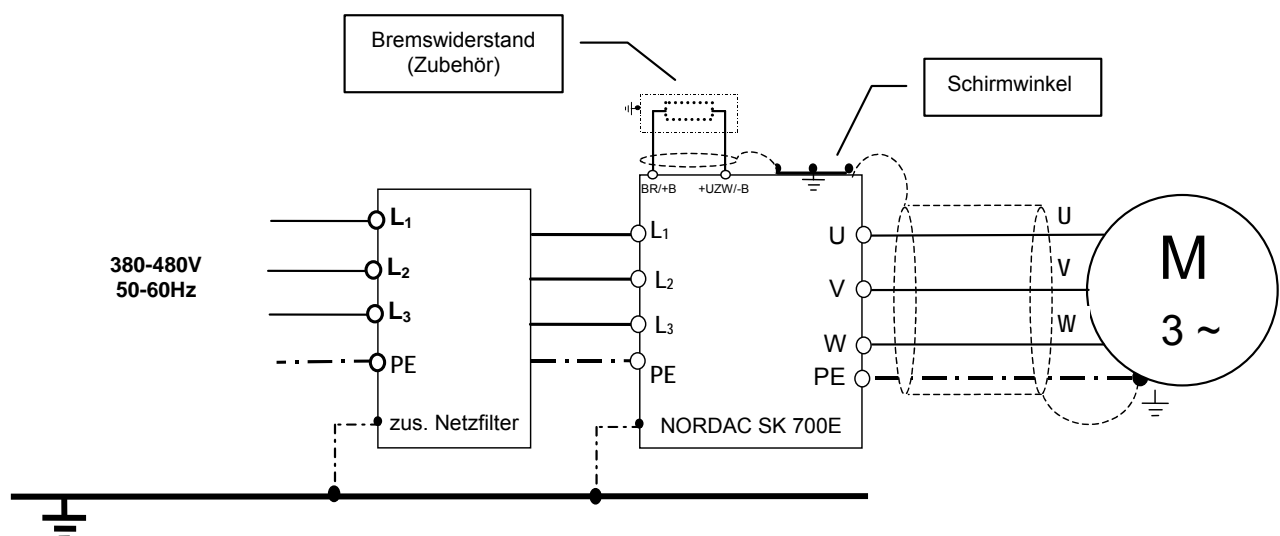 Bremswiderstand
(Zubehör)
Schirmwinkel
BR/+B
+UZW/-B
380-480V
50-60Hz
L1
L2
L3
PE
zus. Netzfilter
L1
L2
L3
PE
NORDAC SK 700E
U
V
W
PE
U
V
W
M
3 ~